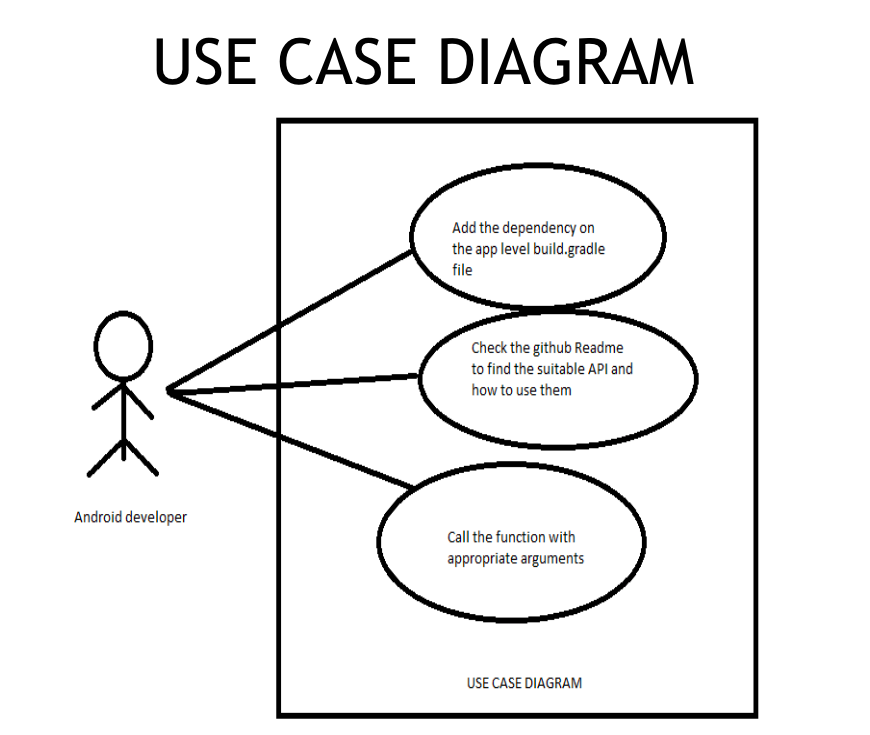 USE CASE DIAGRAM
Add the dependency on
the app level build.gradle
file
Check the github Readme
to find the suitable API and
how to use them
Android developer
Call the function with
appropriate arguments
USE CASE DIAGRAM